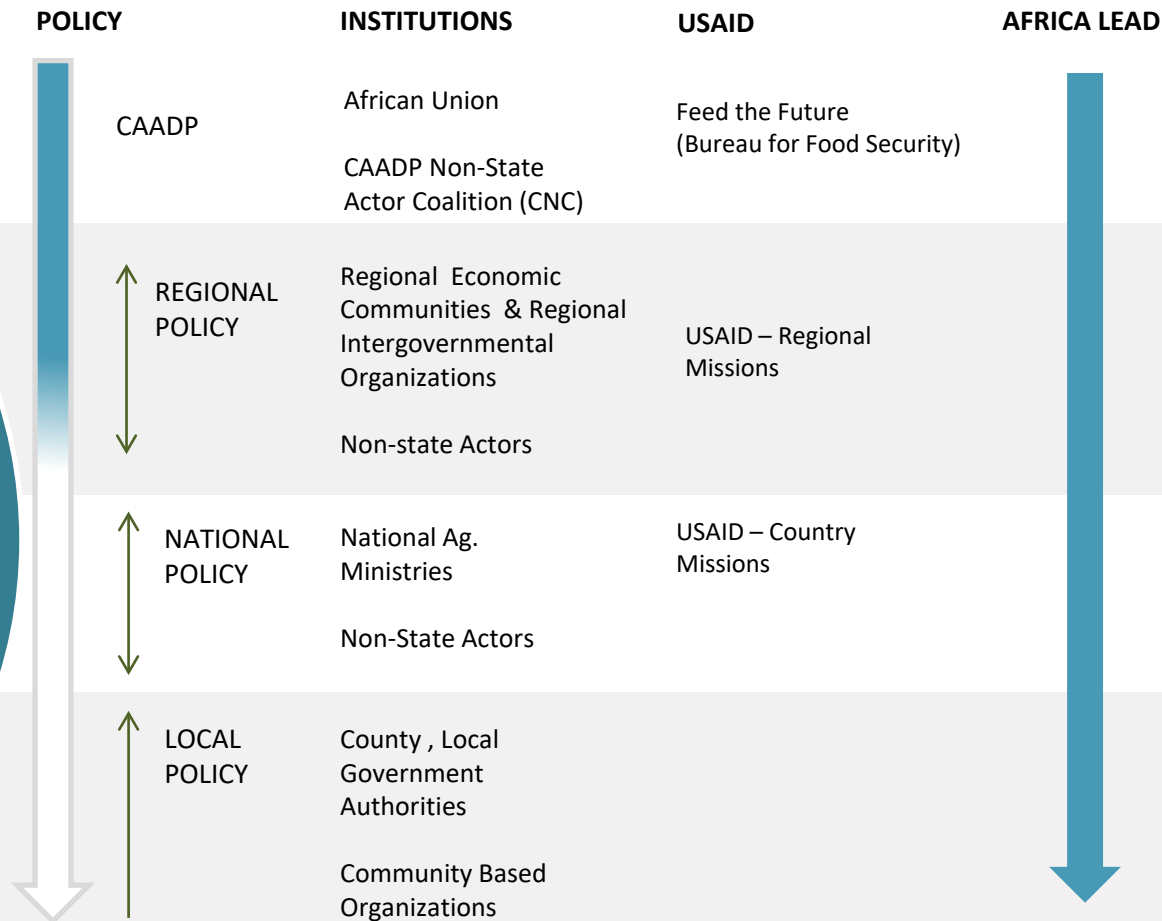 POLICY
INSTITUTIONS
USAID
AFRICA LEAD
CAADP
African Union
CAADP Non-State
Actor Coalition (CNC)
Feed the Future
(Bureau for Food Security)
REGIONAL
POLICY
Regional Economic
Communities & Regional
Intergovernmental
Organizations
Non-state Actors
USAID – Regional
Missions
NATIONAL
POLICY
National Ag.
Ministries
Non-State Actors
USAID – Country
Missions
LOCAL
POLICY
County , Local
Government
Authorities
Community Based
Organizations